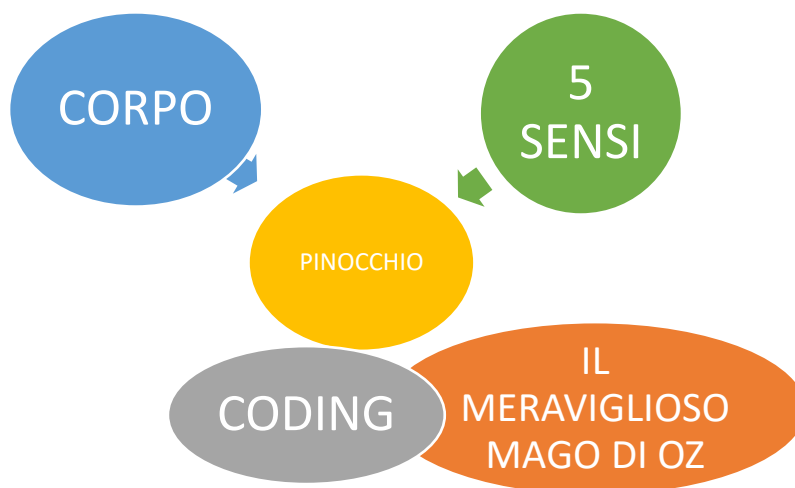 CORPO
5
SENSI
PINOCCHIO
CODING
IL
MERAVIGLIOSO
MAGO DI OZ